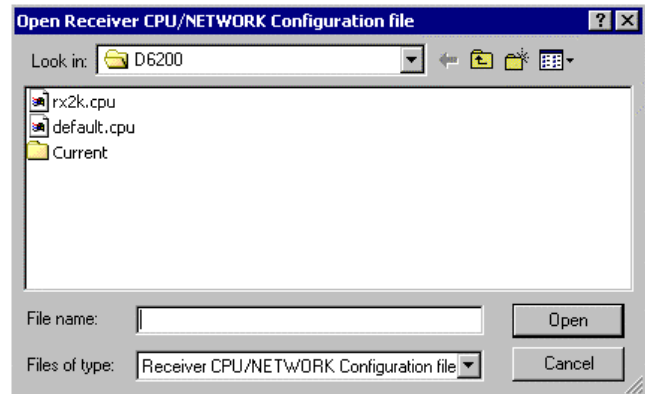 Open Receiver CPU/NETWORK Configuration file
Look in: D6200
rx2k.cpu
default.cpu
Current
File name: Open
Files of type: Receiver CPU/NETWORK Configuration file Cancel